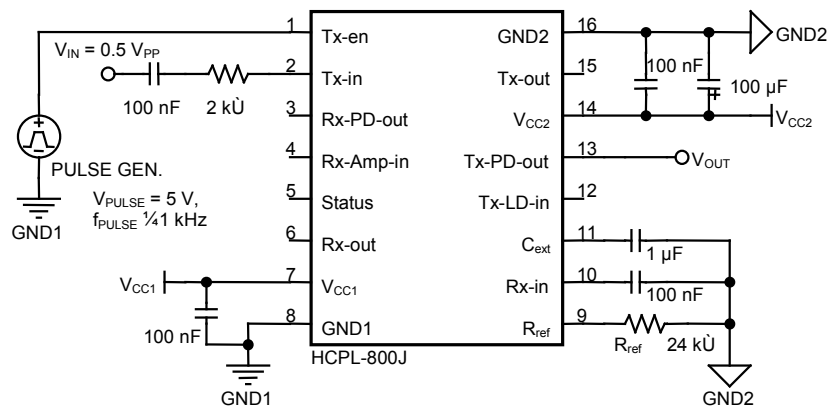 1
Tx-en
GND2
16
GND2
V_IN = 0.5 V_PP
100 nF
2 kÙ
2
Tx-in
Tx-out
15
100 nF
100 µF
+
3
Rx-PD-out
V_CC2
14
V_CC2
+
PULSE GEN.
4
Rx-Amp-in
Tx-PD-out
13
V_OUT
V_PULSE = 5 V,
f_PULSE ¼1 kHz
GND1
5
Status
Tx-LD-in
12
6
Rx-out
C_ext
11
1 µF
V_CC1
7
V_CC1
Rx-in
10
100 nF
100 nF
8
GND1
R_ref
9
R_ref
24 kÙ
HCPL-800J
GND1
GND2